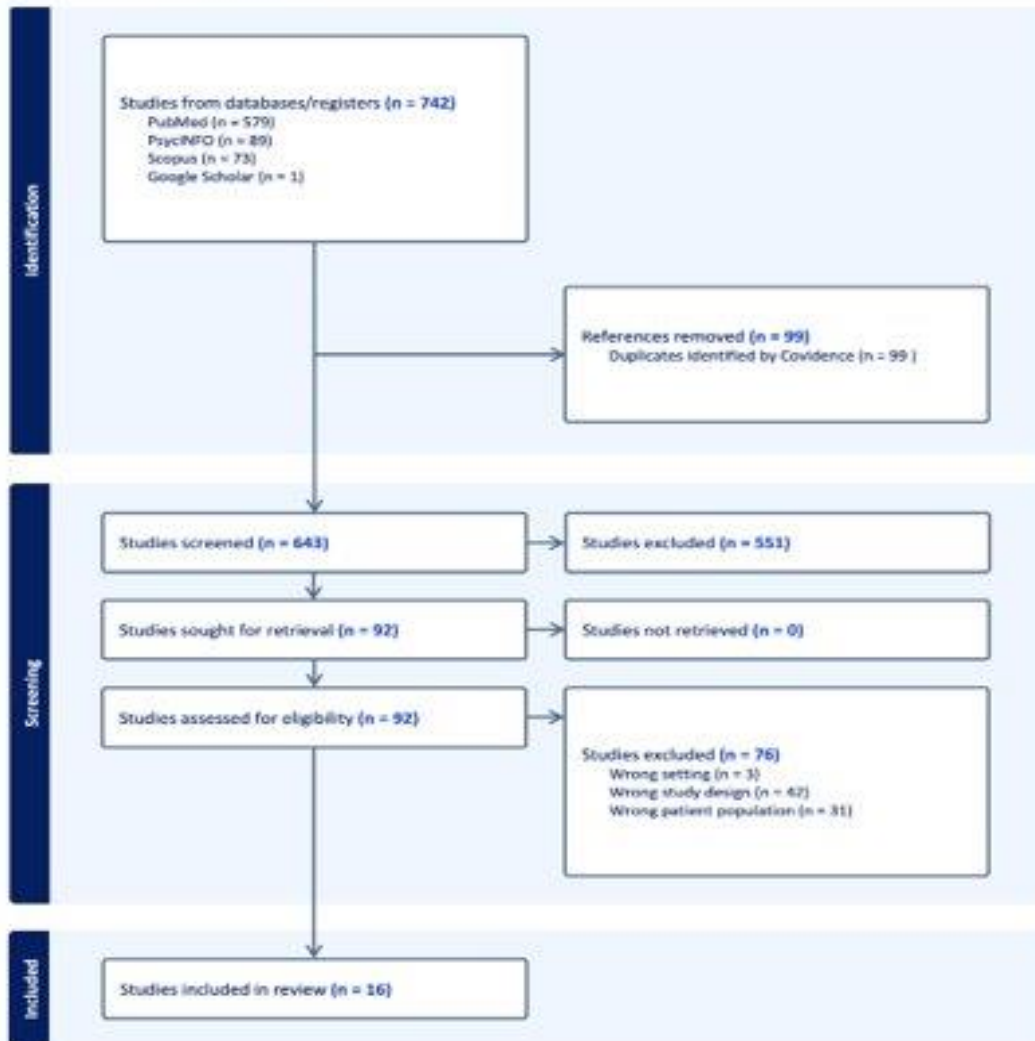 Identification
Studies from databases/registers (n = 742)
PubMed (n = 579)
PsycINFO (n = 89)
Scopus (n = 73)
Google Scholar (n = 1)
References removed (n = 99)
Duplicates identified by Covidence (n = 99 )
Screening
Studies screened (n = 643)
Studies excluded (n = 551)
Studies sought for retrieval (n = 92)
Studies not retrieved (n = 0)
Studies assessed for eligibility (n = 92)
Studies excluded (n = 76)
Wrong setting (n = 3)
Wrong study design (n = 42)
Wrong patient population (n = 31)
Included
Studies included in review (n = 16)